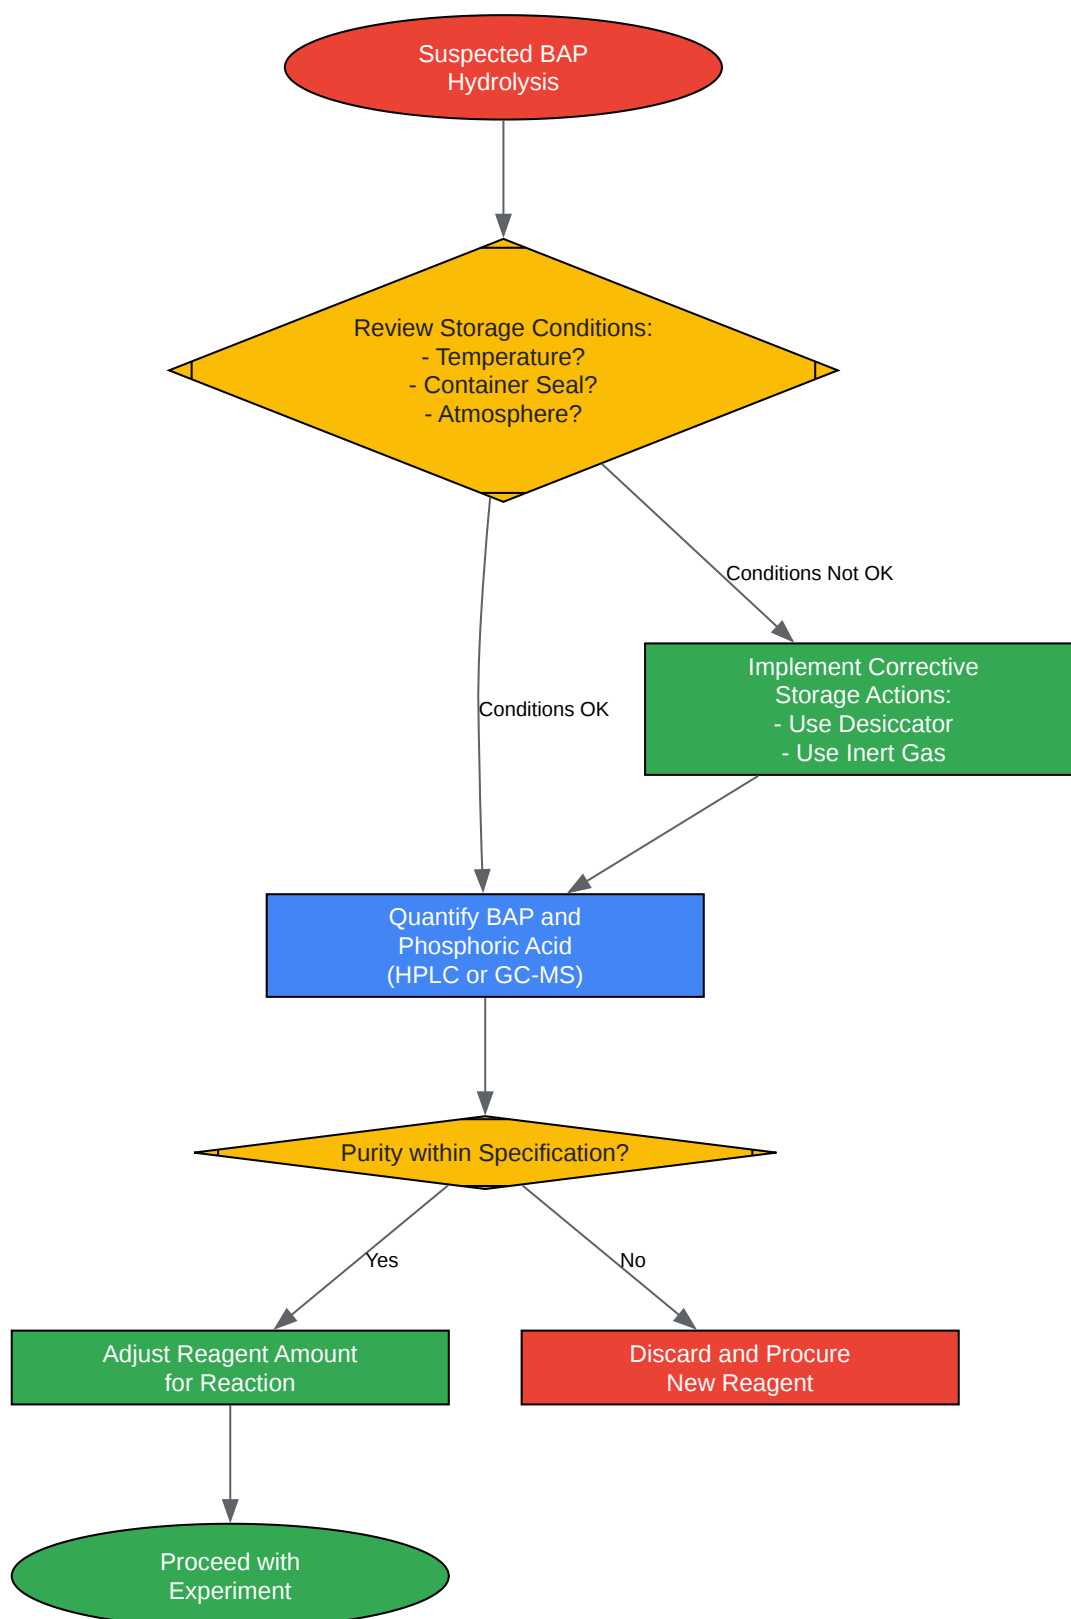 Suspected BAP
Hydrolysis
Review Storage Conditions:
- Temperature?
- Container Seal?
- Atmosphere?
Conditions Not OK
Implement Corrective
Storage Actions:
- Use Desiccator
- Use Inert Gas
Conditions OK
Quantify BAP and
Phosphoric Acid
(HPLC or GC-MS)
Purity within Specification?
Yes
No
Adjust Reagent Amount
for Reaction
Discard and Procure
New Reagent
Proceed with
Experiment